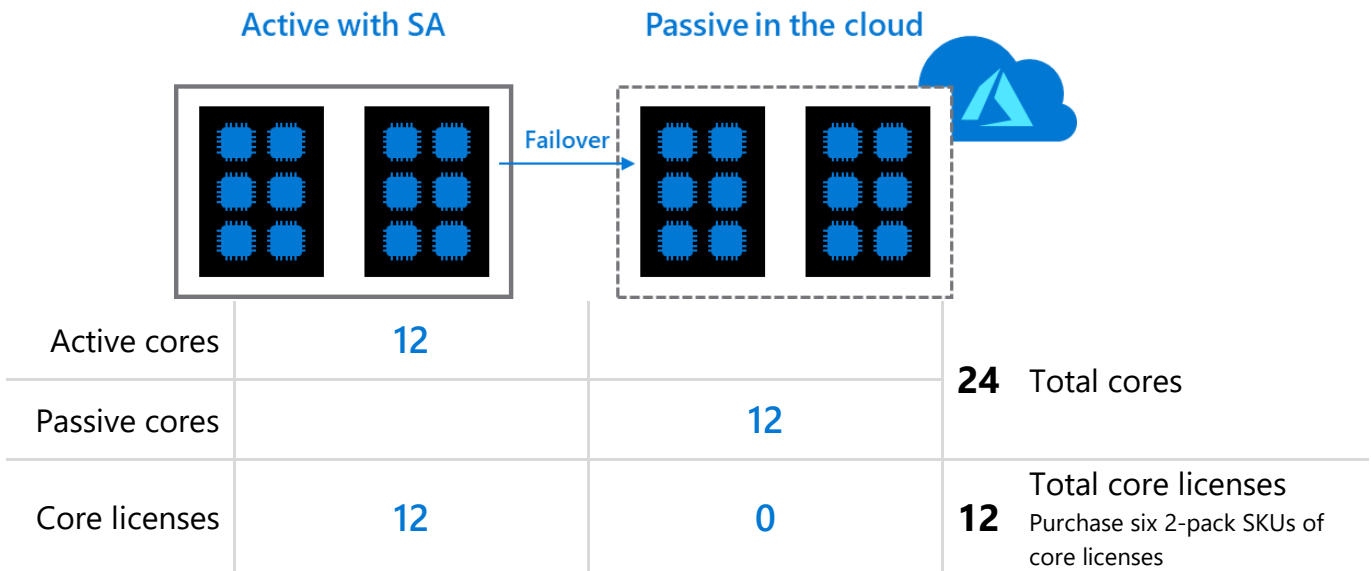 Active with SA
Passive in the cloud
Failover
Active cores
12
24 Total cores
Passive cores
12
Core licenses
12
0
12
Total core licenses
Purchase six 2-pack SKUs of
core licenses